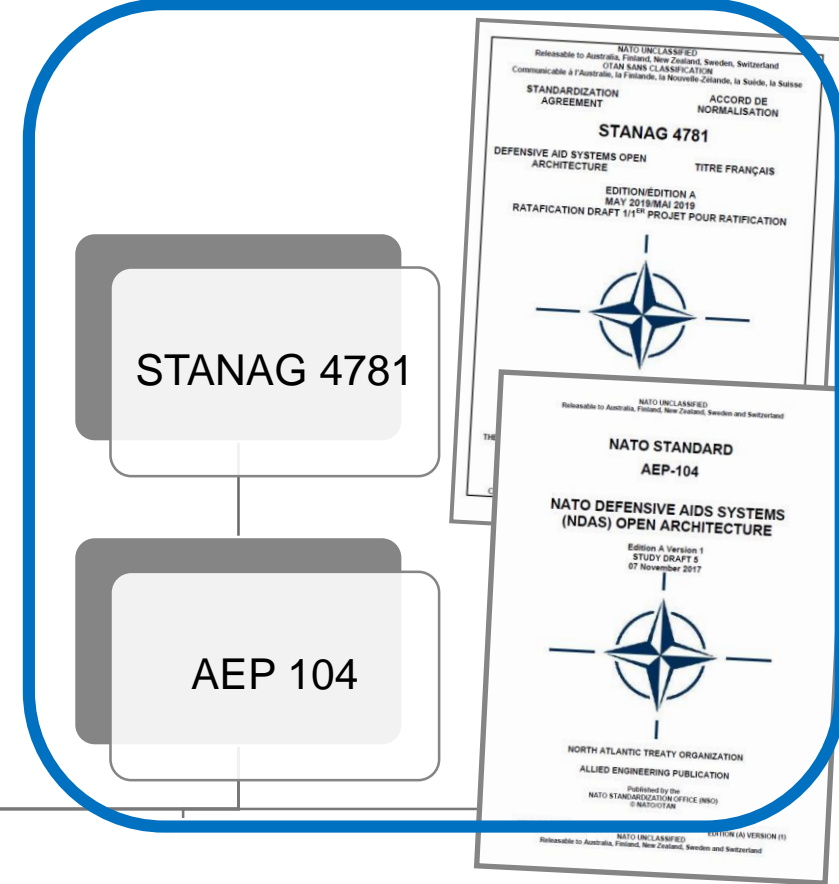 NATO UNCLASSIFIED
Releasable to Australia, Finland, New Zealand, Sweden, Switzerland
OTAN SANS CLASSIFICATION
Communicable à l'Australie, la Finlande, la Nouvelle-Zélande, la Suède, la Suisse
STANDARDIZATION AGREEMENT
ACCORD DE NORMALISATION
STANAG 4781
DEFENSIVE AID SYSTEMS OPEN ARCHITECTURE
TITRE FRANÇAIS
EDITION/ÉDITION A
MAY 2019/MAI 2019
RATAFICATION DRAFT 1/1ER PROJET POUR RATIFICATION
STANAG 4781
NATO UNCLASSIFIED
Releasable to Australia, Finland, New Zealand, Sweden and Switzerland
NATO STANDARD
AEP-104
NATO DEFENSIVE AIDS SYSTEMS
(NDAS) OPEN ARCHITECTURE
Edition A Version 1
STUDY DRAFT 5
07 November 2017
AEP 104
NORTH ATLANTIC TREATY ORGANIZATION
ALLIED ENGINEERING PUBLICATION
Published by the
NATO STANDARDIZATION OFFICE (NSO)
© NATO/OTAN
EDITION (A) VERSION (1)
NATO UNCLASSIFIED
Releasable to Australia, Finland, New Zealand, Sweden and Switzerland